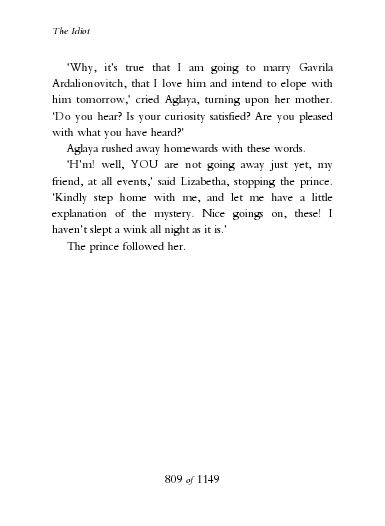 The Idiot
'Why, it's true that I am going to marry Gavrila
Ardalionovitch, that I love him and intend to elope with
him tomorrow,' cried Aglaya, turning upon her mother.
'Do you hear? Is your curiosity satisfied? Are you pleased
with what you have heard?'
Aglaya rushed away homewards with these words.
'H'm! well, YOU are not going away just yet, my
friend, at all events,' said Lizabetha, stopping the prince.
'Kindly step home with me, and let me have a little
explanation of the mystery. Nice goings on, these! I
haven't slept a wink all night as it is.'
The prince followed her.
809 of 1149